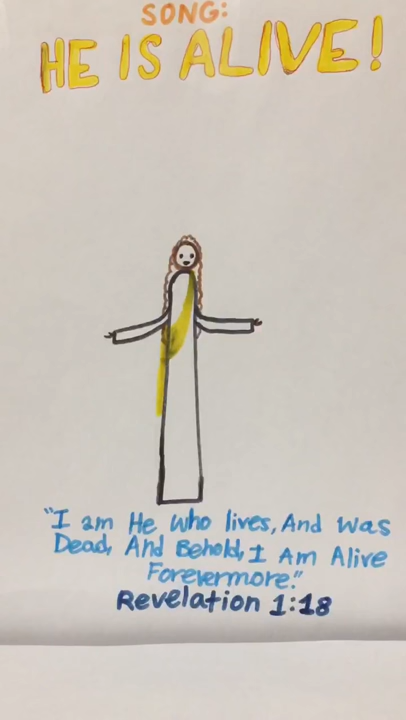 SONG:
HE IS ALIVE!
"I am He who lives, And was
Dead, And Behold, I Am Alive
Forevermore."
Revelation 1:18